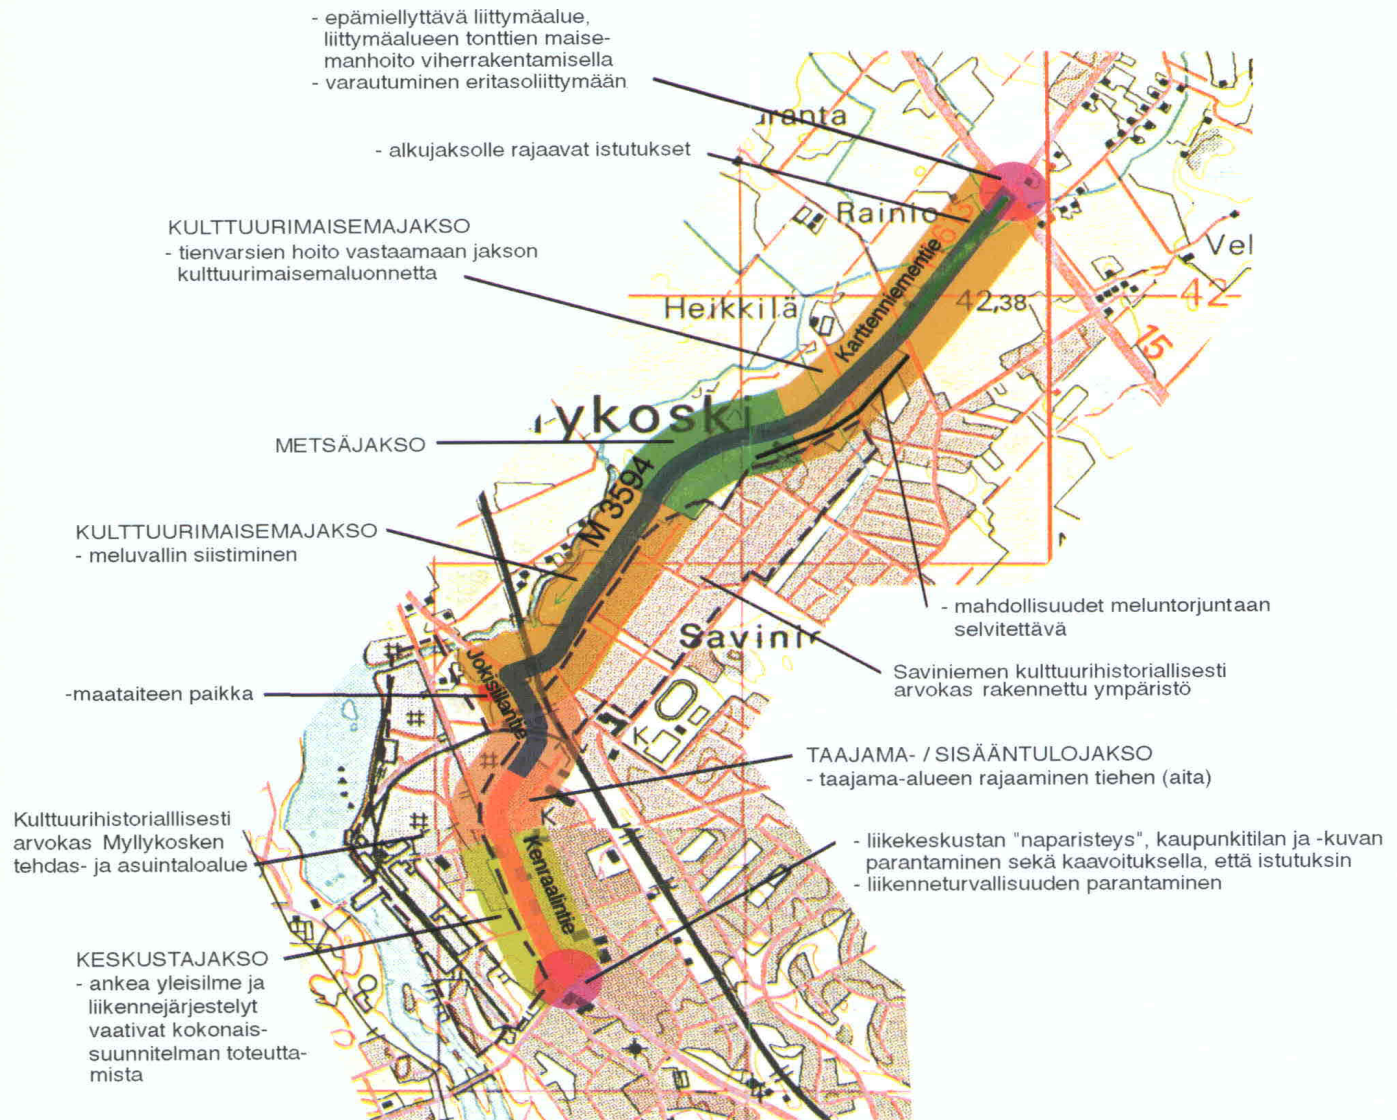 - epämiellyttävä liittymäalue,
liittymäalueen tonttien maise-
manhoito viherrakentamisella
- varautuminen eritasoliittymään
- alkujaksolle rajaavat istutukset
KULTTUURIMAISEMAJAKSO
- tienvarsien hoito vastaamaan jakson
kulttuurimaisemaluonnetta
METSÄJAKSO
KULTTUURIMAISEMAJAKSO
- meluvallin siistiminen
-maataiteen paikka
Kulttuurihistorialllisesti
arvokas Myllykosken
tehdas- ja asuintaloalue
KESKUSTAJAKSO
- ankea yleisilme ja
liikennejärjestelyt
vaativat kokonais-
suunnitelman toteutta-
mista
- mahdollisuudet meluntorjuntaan
selvitettävä
Saviniemen kulttuurihistoriallisesti
arvokas rakennettu ympäristö
TAAJAMA- / SISÄÄNTULOJAKSO
- taajama-alueen rajaaminen tiehen (aita)
- liikekeskustan "naparisteys", kaupunkitilan ja -kuvan
parantaminen sekä kaavoituksella, että istutuksin
- liikenneturvallisuuden parantaminen
Rainio
Vel
Karttenniementie
42,38
42
15
Heikkilä
ykoski
M 3594
Savinir
Jokisillantie
K
K
Kenraalintie